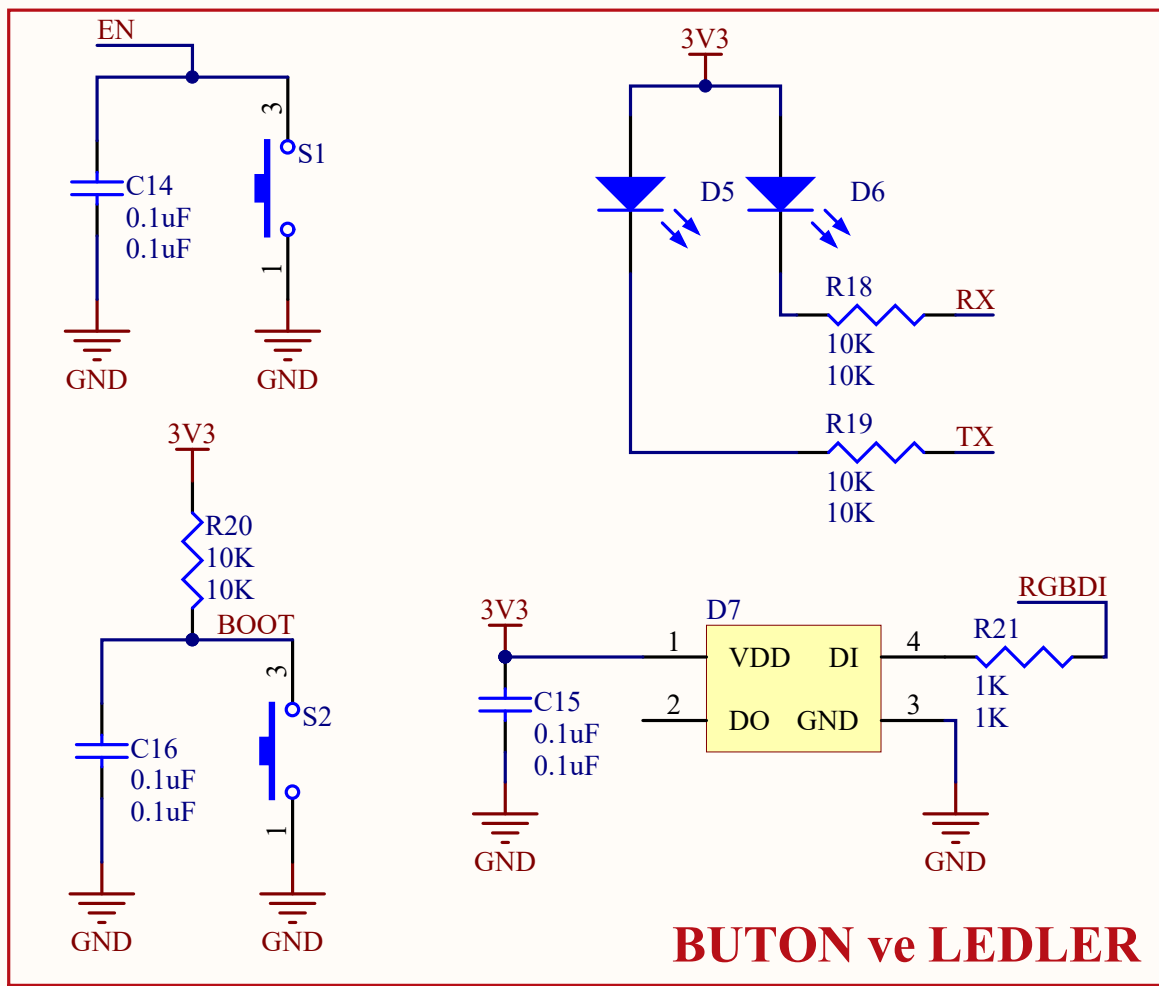 EN
3
S1
C14
0.1uF
0.1uF
1
GND
GND
3V3
D5
D6
R18
RX
10K
10K
R19
TX
10K
10K
3V3
R20
10K
10K
BOOT
3
S2
C16
0.1uF
0.1uF
1
GND
GND
3V3
D7
RGBDI
1
VDD
DI
4
R21
1K
1K
2
DO
GND
3
C15
0.1uF
0.1uF
GND
GND
BUTON ve LEDLER